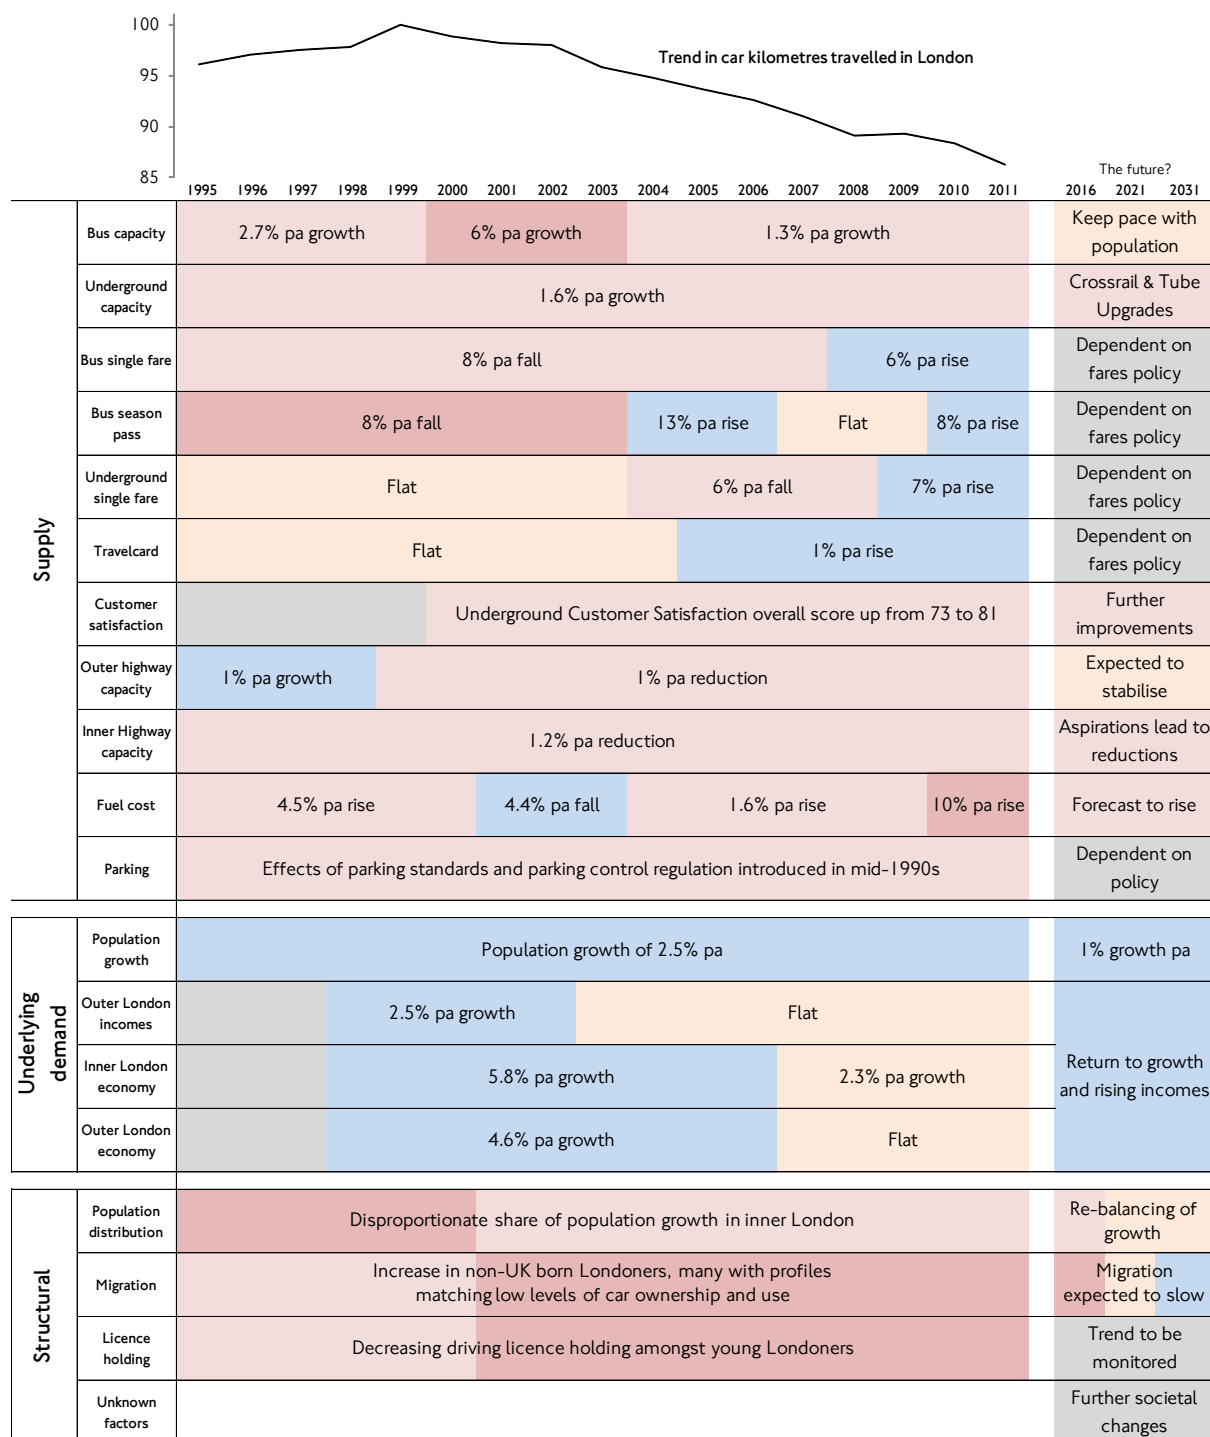 100
Trend in car kilometres travelled in London
95
90
85
The future?
1995 1996 1997 1998 1999 2000 2001 2002 2003 2004 2005 2006 2007 2008 2009 2010 2011 2016 2021 2031
Supply
Bus capacity
2.7% pa growth
6% pa growth
1.3% pa growth
Keep pace with
population
Underground
capacity
1.6% pa growth
Crossrail & Tube
Upgrades
Bus single fare
8% pa fall
6% pa rise
Dependent on
fares policy
Bus season
pass
8% pa fall
13% pa rise
Flat
8% pa rise
Dependent on
fares policy
Underground
single fare
Flat
6% pa fall
7% pa rise
Dependent on
fares policy
Travelcard
Flat
1% pa rise
Dependent on
fares policy
Customer
satisfaction
Underground Customer Satisfaction overall score up from 73 to 81
Further
improvements
Outer highway
capacity
1% pa growth
1% pa reduction
Expected to
stabilise
Inner Highway
capacity
1.2% pa reduction
Aspirations lead to
reductions
Fuel cost
4.5% pa rise
4.4% pa fall
1.6% pa rise
10% pa rise
Forecast to rise
Parking
Effects of parking standards and parking control regulation introduced in mid-1990s
Dependent on
policy
Underlying
demand
Population
growth
Population growth of 2.5% pa
1% growth pa
Outer London
incomes
2.5% pa growth
Flat
Inner London
economy
5.8% pa growth
2.3% pa growth
Return to growth
and rising incomes
Outer London
economy
4.6% pa growth
Flat
Structural
Population
distribution
Disproportionate share of population growth in inner London
Re-balancing of
growth
Migration
Increase in non-UK born Londoners, many with profiles
matching low levels of car ownership and use
Migration
expected to slow
Licence
holding
Decreasing driving licence holding amongst young Londoners
Trend to be
monitored
Unknown
factors
Further societal
changes